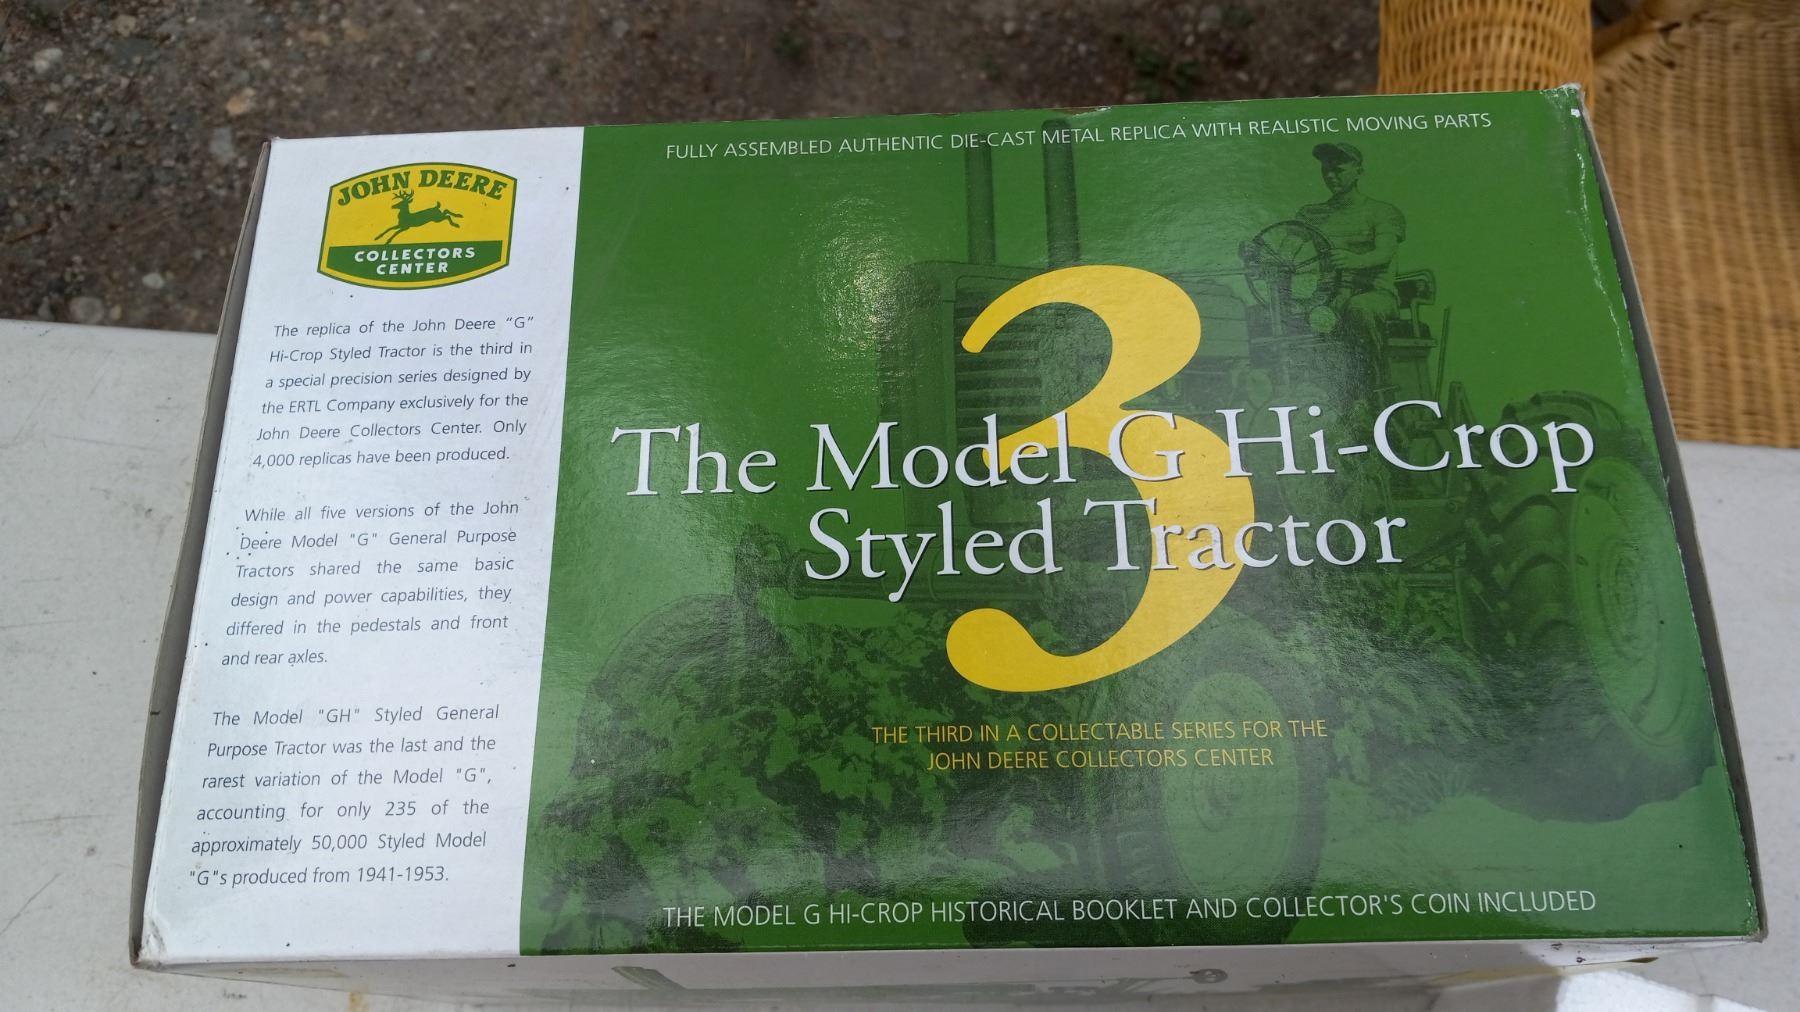 JOHN DEERE
COLLECTORS
CENTER
The replica of the John Deere "G"
Hi-Crop Styled Tractor is the third in
a special precision series designed by
the ERTL Company exclusively for the
John Deere Collectors Center. Only
4,000 replicas have been produced.
While all five versions of the John
Deere Model "G" General Purpose
Tractors shared the same basic
design and power capabilities, they
differed in the pedestals and front
and rear axles.
The Model "GH" Styled General
Purpose Tractor was the last and the
rarest variation of the Model "G",
accounting for only 235 of the
approximately 50,000 Styled Model
"G"s produced from 1941-1953.
FULLY ASSEMBLED AUTHENTIC DIE-CAST METAL REPLICA WITH REALISTIC MOVING PARTS
3
The Model G Hi-Crop
Styled Tractor
THE THIRD IN A COLLECTABLE SERIES FOR THE
JOHN DEERE COLLECTORS CENTER
THE MODEL G HI-CROP HISTORICAL BOOKLET AND COLLECTOR'S COIN INCLUDED